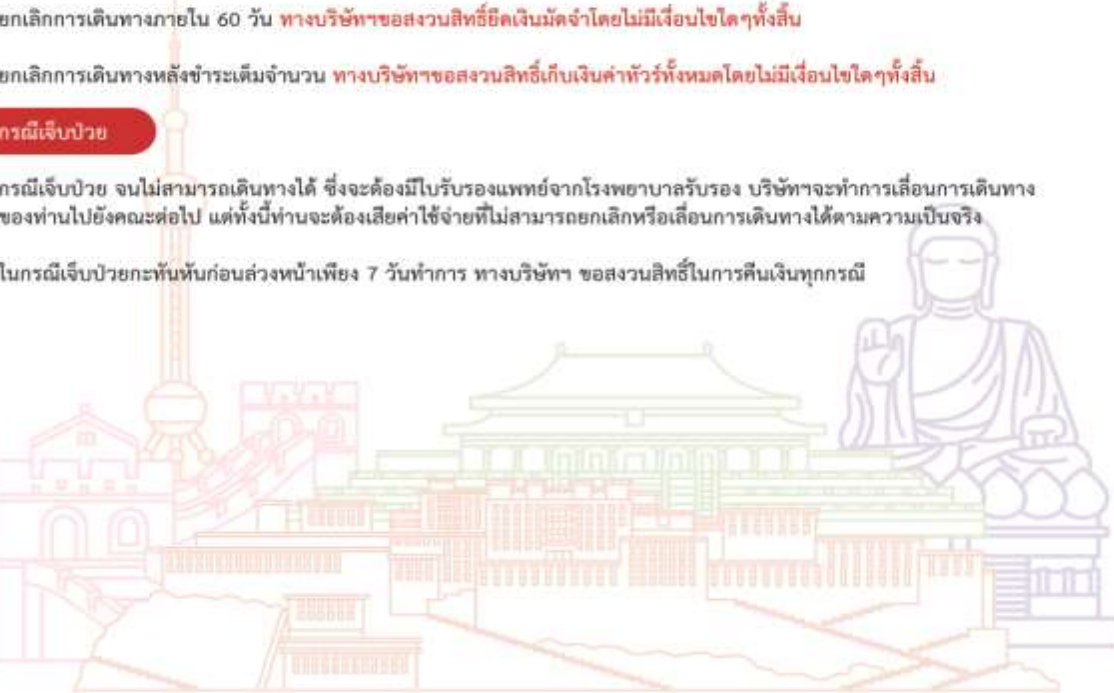 ยกเลิกการเดินทางภายใน 60 วัน ทางบริษัทฯขอสงวนสิทธิ์ยึดเงินมัดจำโดยไม่มีเงื่อนไขใดๆทั้งสิ้น
ยกเลิกการเดินทางหลังชำระเต็มจำนวน ทางบริษัทฯขอสงวนสิทธิ์เก็บเงินค่าทัวร์ทั้งหมดโดยไม่มีเงื่อนไขใดๆทั้งสิ้น
กรณีเจ็บป่วย
กรณีเจ็บป่วย จนไม่สามารถเดินทางได้ ซึ่งจะต้องมีใบรับรองแพทย์จากโรงพยาบาลรับรอง บริษัทฯจะทำการเลื่อนการเดินทาง
ของท่านไปยังคณะต่อไป แต่ทั้งนี้ท่านจะต้องเสียค่าใช้จ่ายที่ไม่สามารถยกเลิกหรือเลื่อนการเดินทางได้ตามความเป็นจริง
ในกรณีเจ็บป่วยกะทันหันก่อนล่วงหน้าเพียง 7 วันทำการ ทางบริษัทฯ ขอสงวนสิทธิ์ในการคืนเงินทุกกรณี